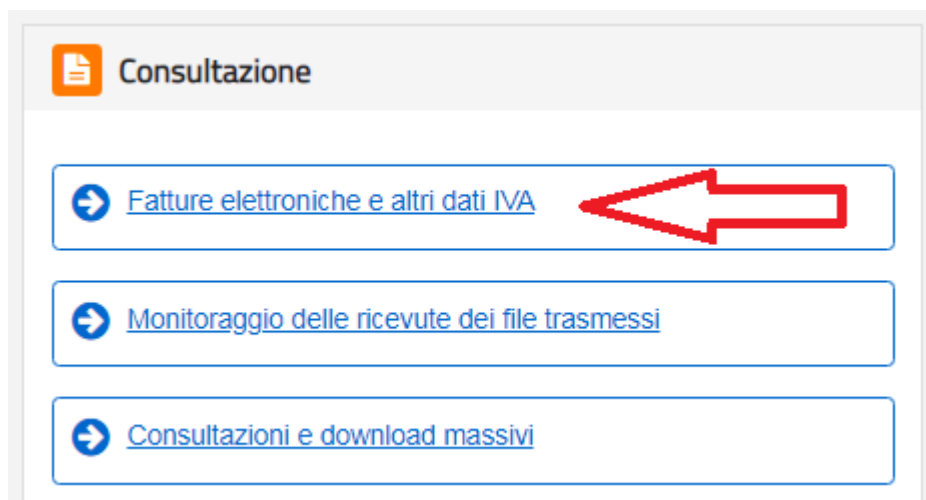 Consultazione
Fatture elettroniche e altri dati IVA
Monitoraggio delle ricevute dei file trasmessi
Consultazioni e download massivi